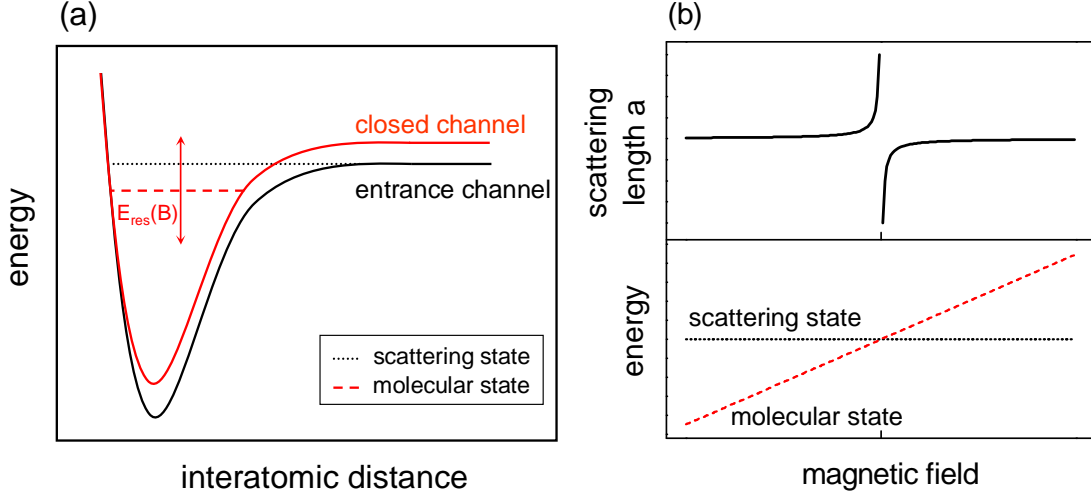 (a)
energy
closed channel
entrance channel
E_res(B)
scattering state
molecular state
interatomic distance
(b)
scattering
length a
energy
scattering state
molecular state
magnetic field